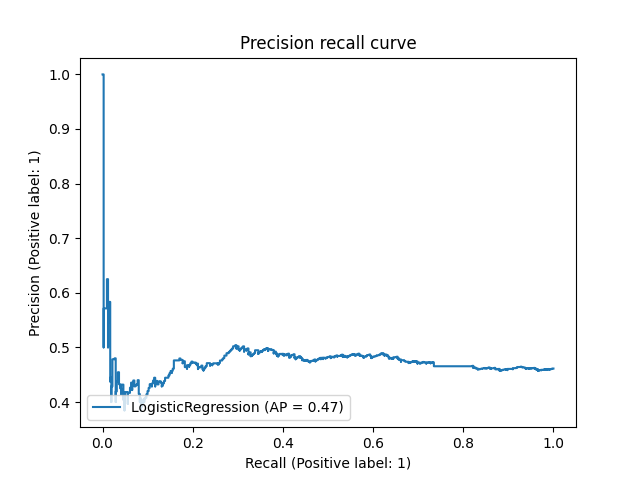 Precision recall curve
1.0
0.9
0.8
0.7
0.6
0.5
0.4
Precision (Positive label: 1)
LogisticRegression (AP = 0.47)
0.0 0.2 0.4 0.6 0.8 1.0
Recall (Positive label: 1)